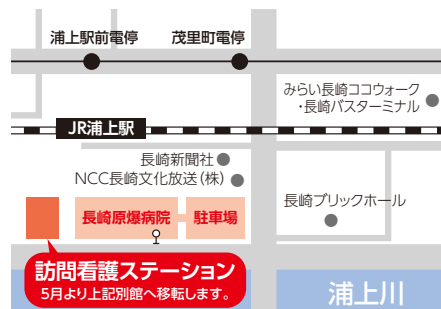 浦上駅前電停
茂里町電停
みらい長崎ココウォーク
・長崎バスターミナル
JR浦上駅
長崎新聞社
NCC長崎文化放送(株)
長崎ブリックホール
長崎原爆病院
駐車場
訪問看護ステーション
5月より上記別館へ移転します。
浦上川